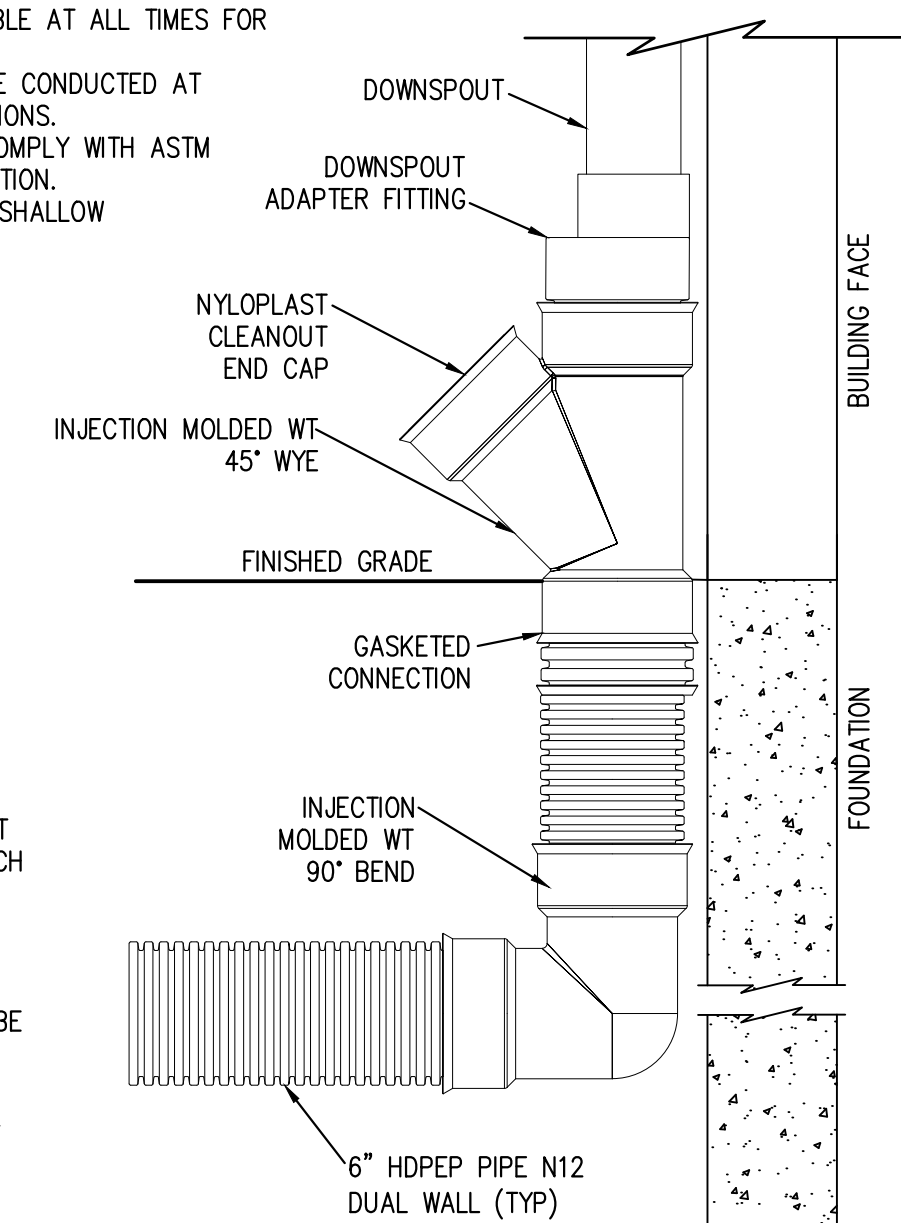 BLE AT ALL TIMES FOR
E CONDUCTED AT
IONS.
OMPLY WITH ASTM
TION.
SHALLOW
DOWNSPOUT
DOWNSPOUT
ADAPTER FITTING
NYLOPLAST
CLEANOUT
END CAP
INJECTION MOLDED WT
45° WYE
BUILDING FACE
FINISHED GRADE
GASKETED
CONNECTION
FOUNDATION
T
CH
INJECTION
MOLDED WT
90° BEND
BE
6" HDPEP PIPE N12
DUAL WALL (TYP)